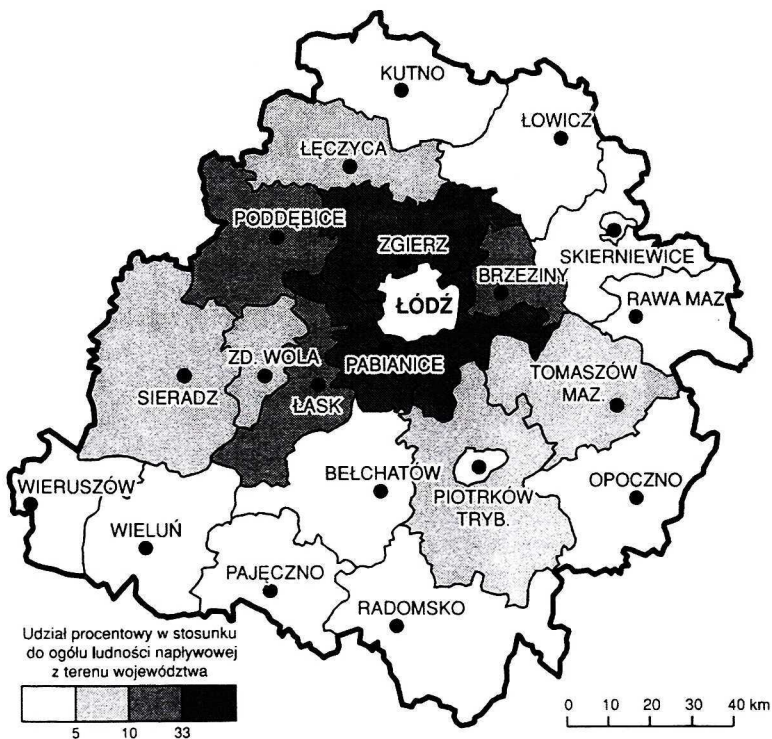 KUTNO
ŁOWICZ
ŁĘCZYCA
PODDĘBICE
ZGIERZ
SKIERNIEWICE
BRZEZINY
ŁÓDŹ
RAWA MAZ
ZD. WOLA
PABIANICE
TOMASZÓW
MAZ.
SIERADZ
ŁASK
WIERUSZÓW
BEŁCHATÓW
PIOTRKÓW
TRYB.
OPOCZNO
WIELUŃ
PAJĘCZNO
RADOMSKO
Udział procentowy w stosunku
do ogółu ludności napływowej
z terenu województwa
5 10 33
0 10 20 30 40 km